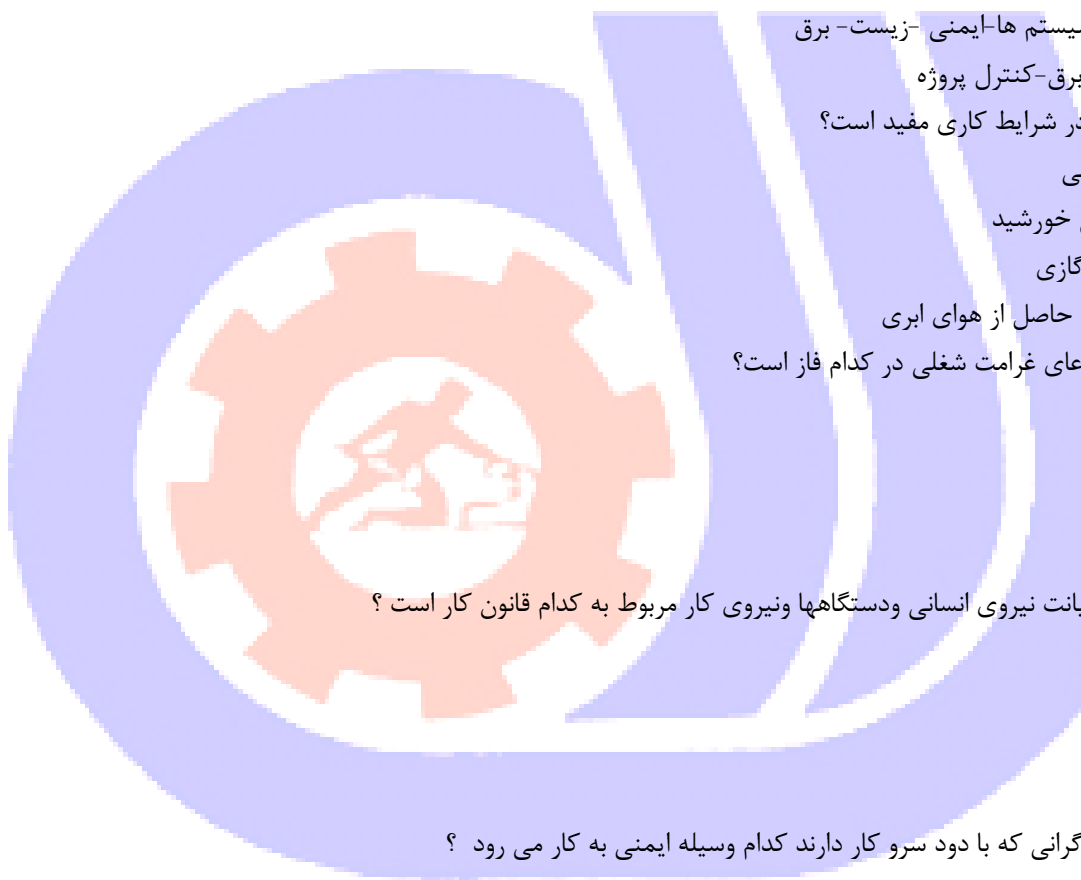 یستم ها-ایمنی -زیست- برق
برق-کنترل پروژه
در شرایط کاری مفید است؟
ی
خورشید
گازی
حاصل از هوای ابری
عای غرامت شغلی در کدام فاز است؟
یانت نیروی انسانی ودستگاهها ونیروی کار مربوط به کدام قانون کار است ؟
گرانی که با دود سرو کار دارند کدام وسیله ایمنی به کار می رود ؟